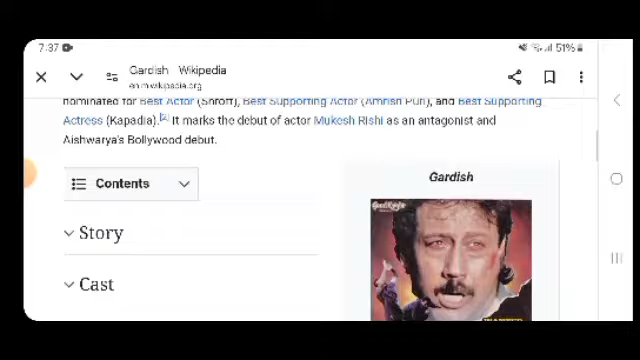 7:37 51%
Gardish Wikipedia
en.m.wikipedia.org
nominated for Best Actor (Shroff), Best Supporting Actor (Amrish Puri), and Best Supporting
Actress (Kapadia).[2] It marks the debut of actor Mukesh Rishi as an antagonist and
Aishwarya's Bollywood debut.
Contents
Gardish
Story
Cast